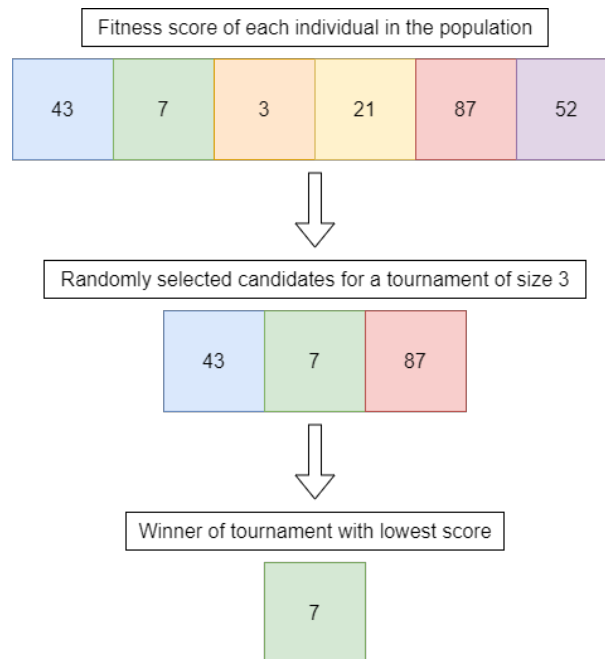 Fitness score of each individual in the population
43 7 3 21 87 52
Randomly selected candidates for a tournament of size 3
43 7 87
Winner of tournament with lowest score
7